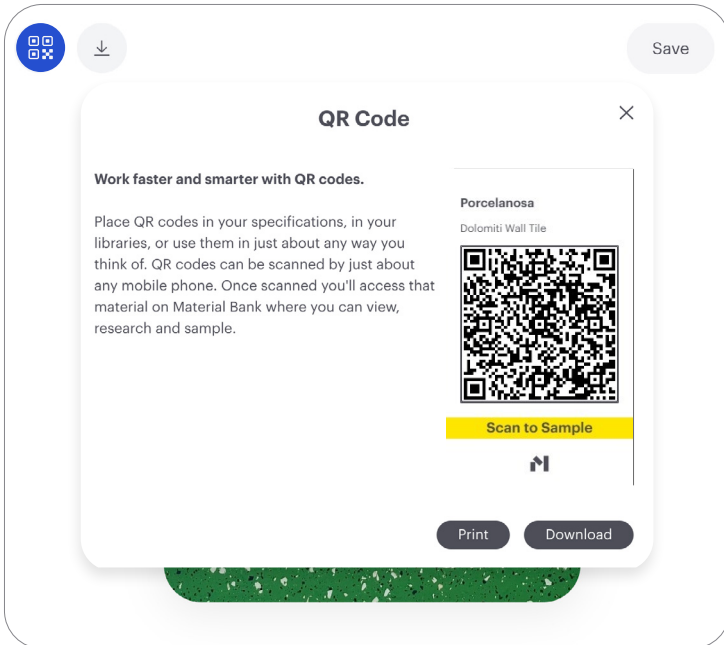 Save
QR Code
Work faster and smarter with QR codes.
Place QR codes in your specifications, in your
libraries, or use them in just about any way you
think of. QR codes can be scanned by just about
any mobile phone. Once scanned you'll access that
material on Material Bank where you can view,
research and sample.
Porcelanosa
Dolomiti Wall Tile
Scan to Sample
Print
Download